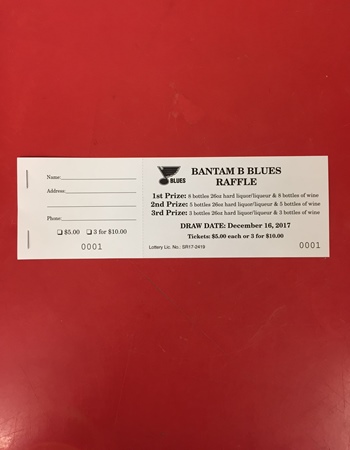 Name:
Address:
Phone:
❏ $5.00 ❏ 3 for $10.00
0001
BLUES
BANTAM B BLUES
RAFFLE
1st Prize: 8 bottles 26oz hard liquor/liqueur & 8 bottles of wine
2nd Prize: 5 bottles 26oz hard liquor/liqueur & 5 bottles of wine
3rd Prize: 3 bottles 26oz hard liquor/liqueur & 3 bottles of wine
DRAW DATE: December 16, 2017
Tickets: $5.00 each or 3 for $10.00
Lottery Lic. No.: SR17-2419
0001